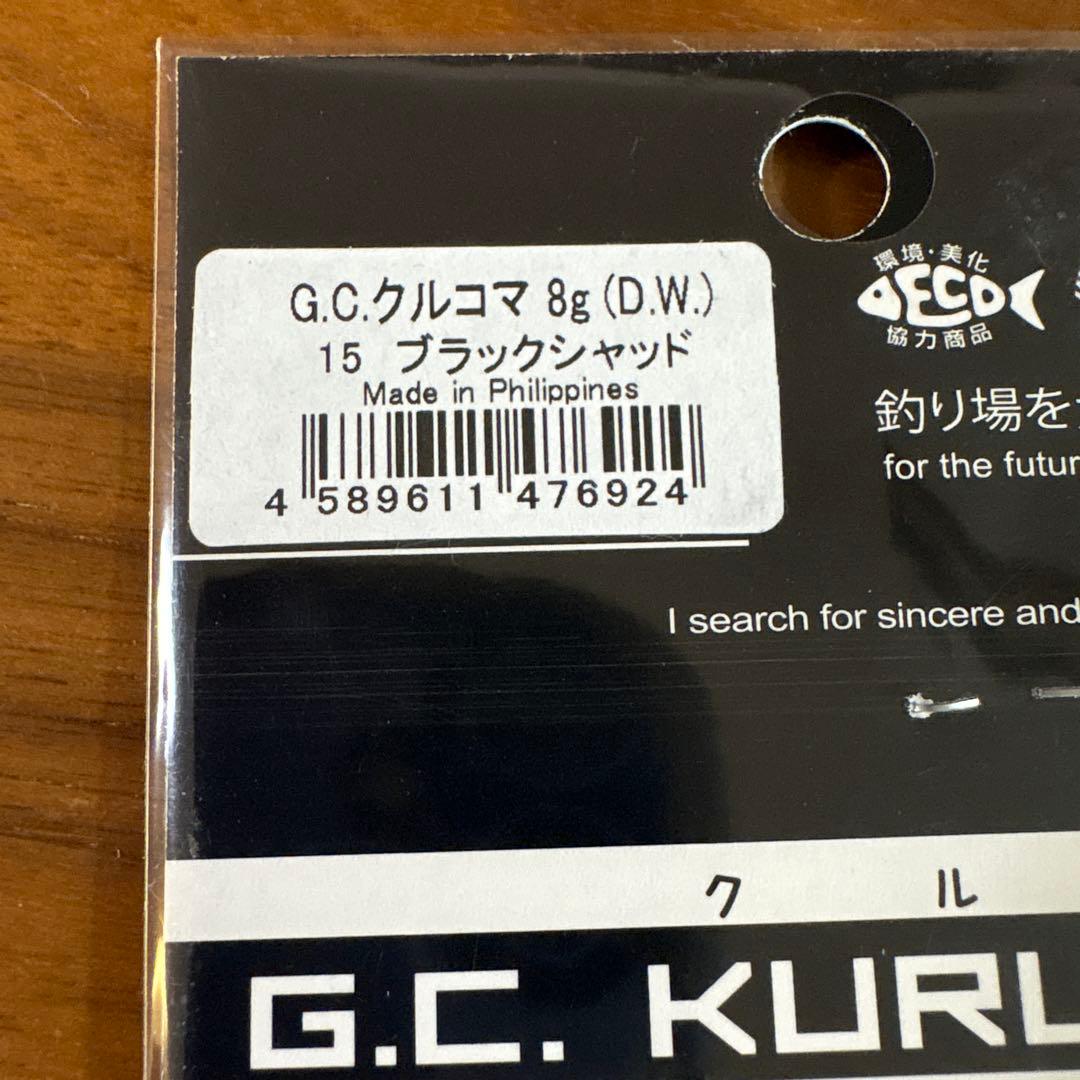 G.C.クルコマ 8g (D.W.)
15 ブラックシャッド
Made in Philippines
4 589611 476924
環境・美化
ECO
協力商品
釣り場を
for the futur
I search for sincere and
ク ル
G.C. KURU